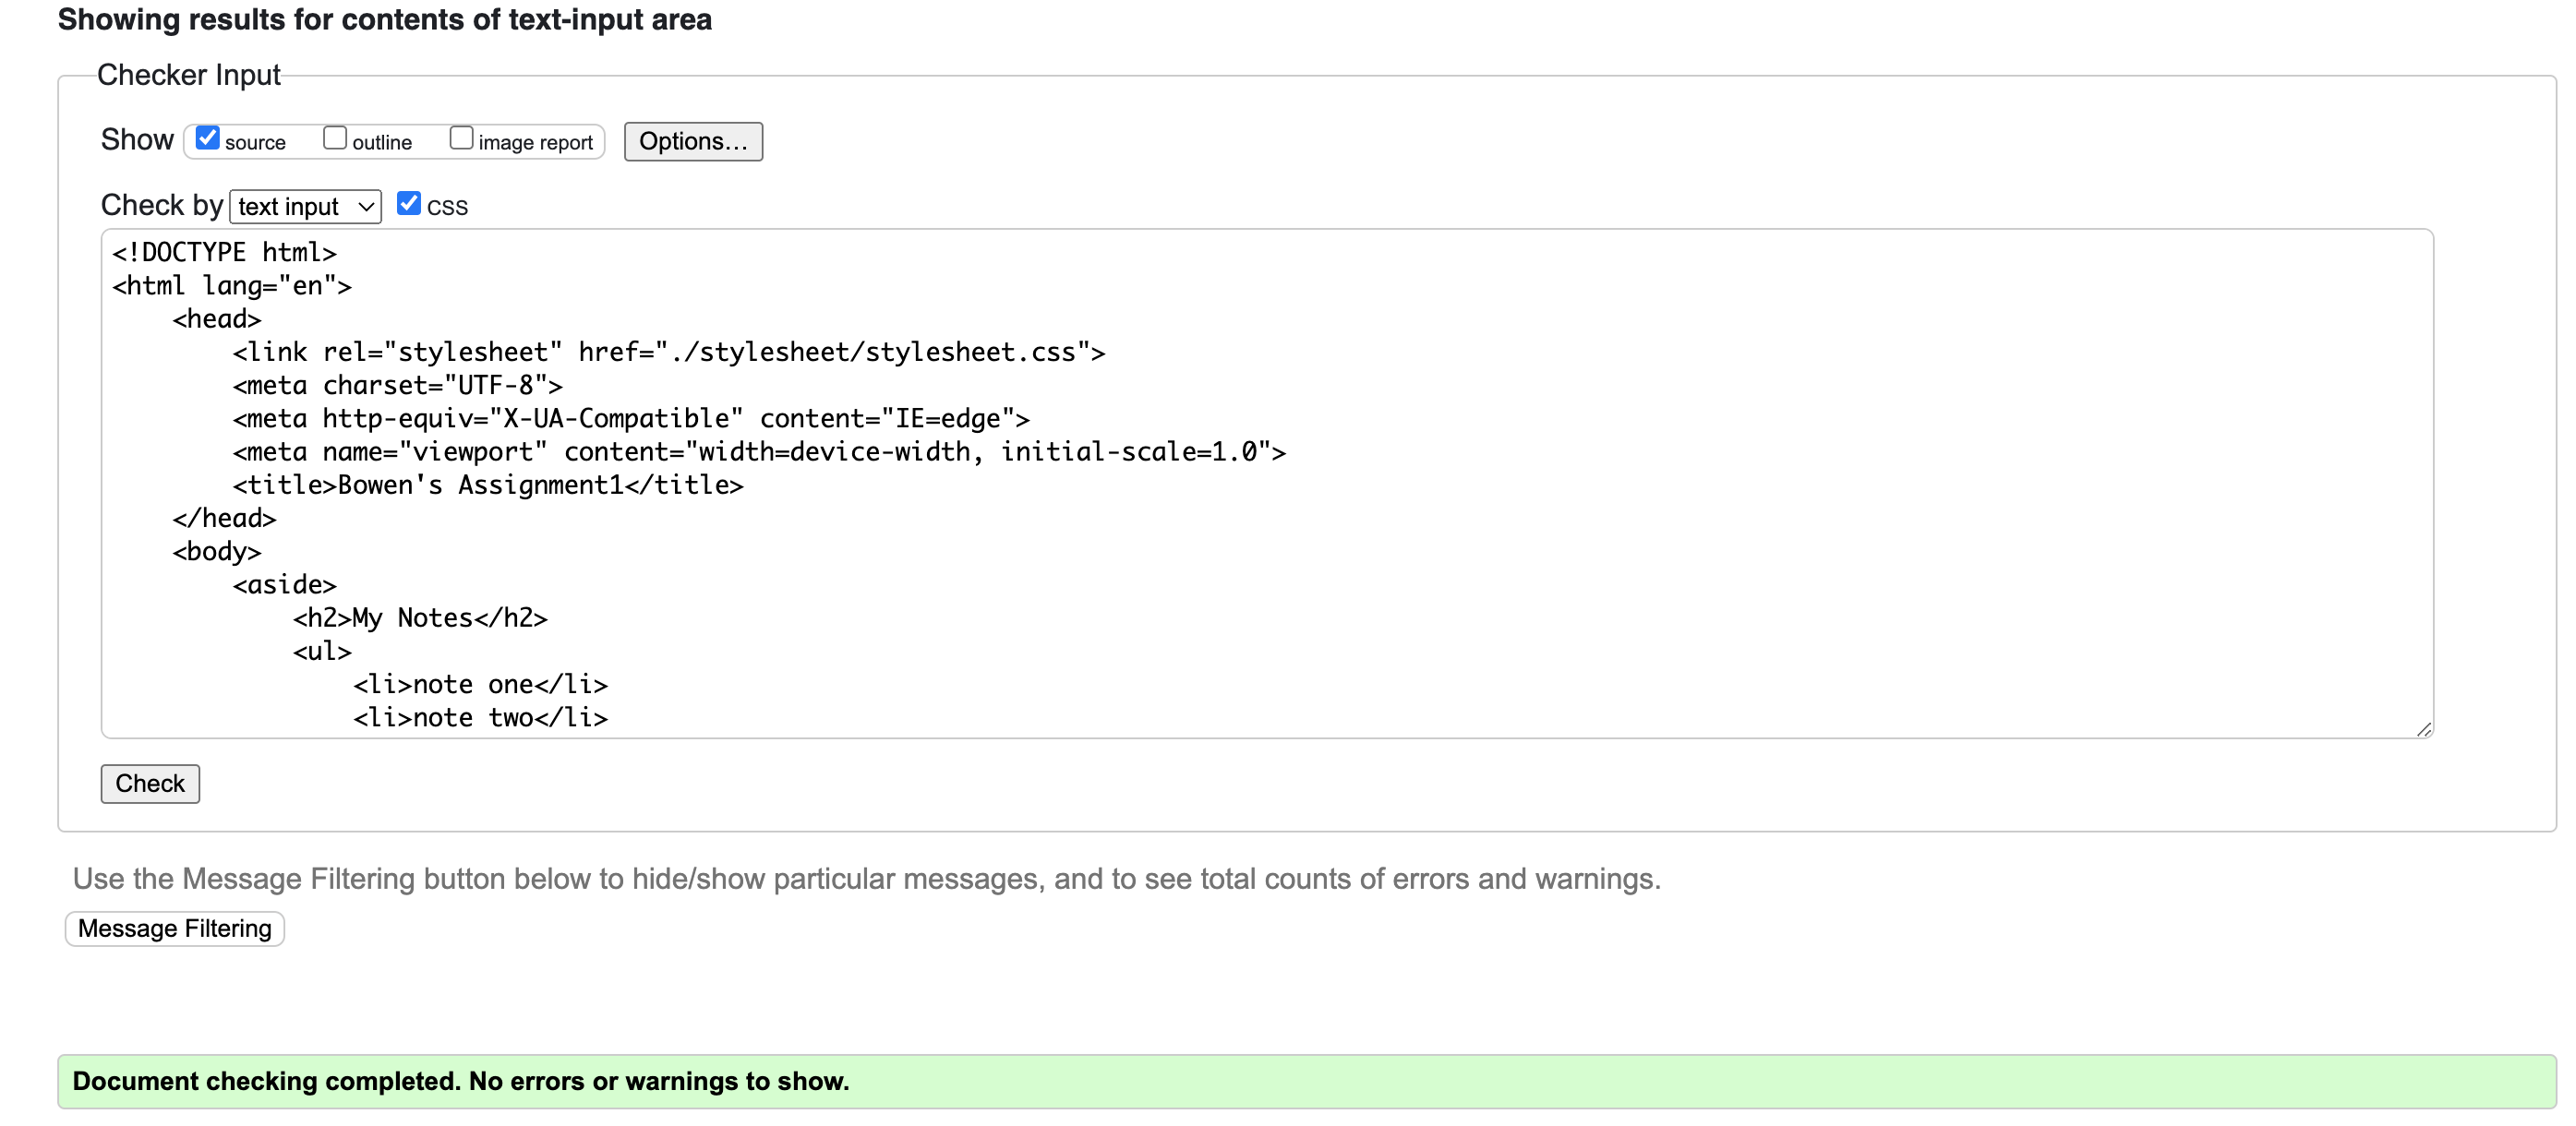 Showing results for contents of text-input area
Checker Input
Show source outline image report Options...
Check by text input CSS
<!DOCTYPE html>
<html lang="en">
    <head>
        <link rel="stylesheet" href="./stylesheet/stylesheet.css">
        <meta charset="UTF-8">
        <meta http-equiv="X-UA-Compatible" content="IE=edge">
        <meta name="viewport" content="width=device-width, initial-scale=1.0">
        <title>Bowen's Assignment1</title>
    </head>
    <body>
        <aside>
            <h2>My Notes</h2>
            <ul>
                <li>note one</li>
                <li>note two</li>
Check
Use the Message Filtering button below to hide/show particular messages, and to see total counts of errors and warnings.
Message Filtering
Document checking completed. No errors or warnings to show.